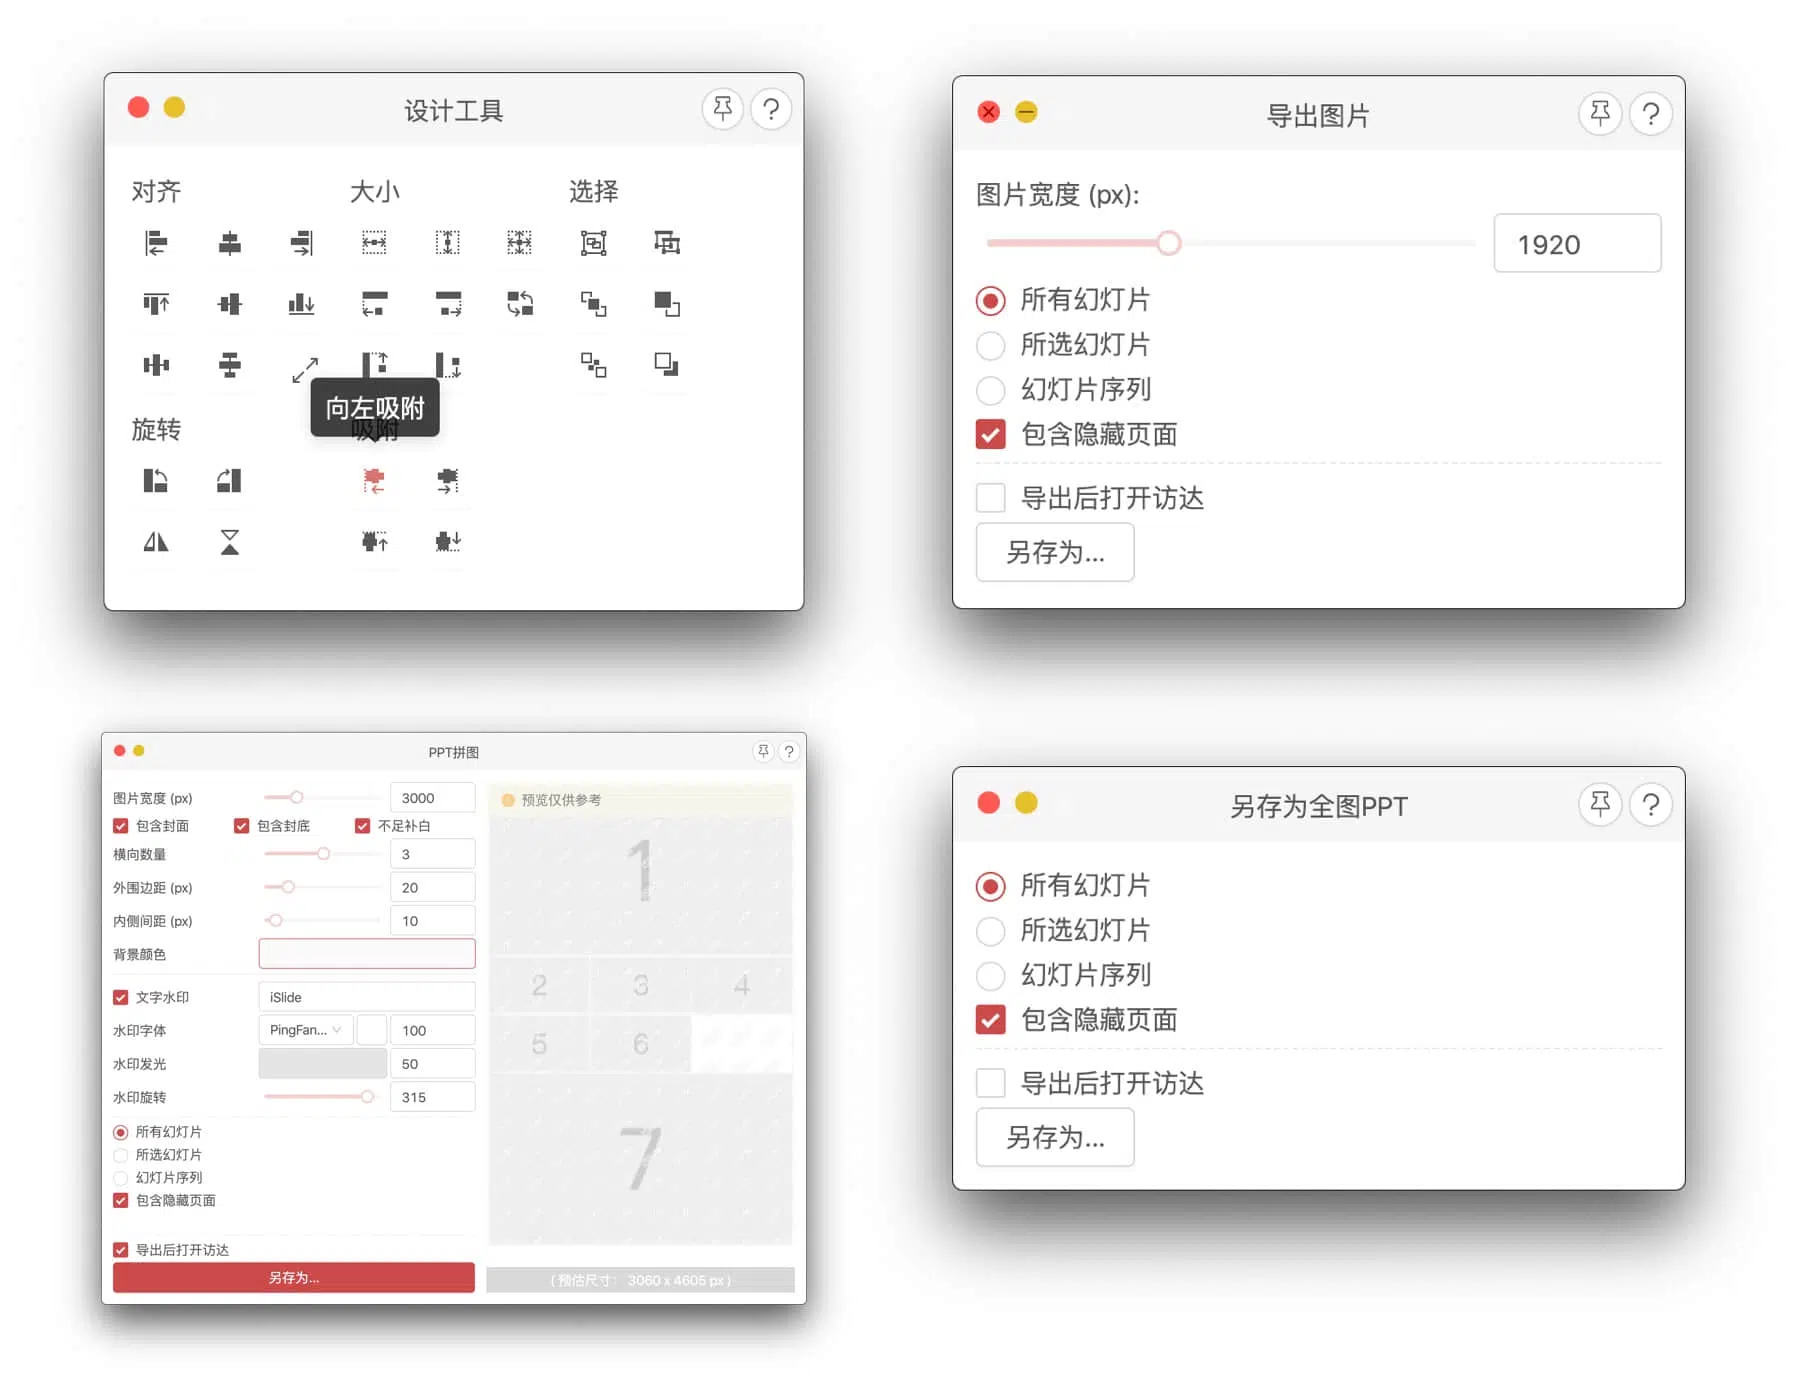 设计工具
?
对齐
大小
选择
向左吸附
旋转
吸附
导出图片
?
图片宽度 (px):
1920
所有幻灯片
所选幻灯片
幻灯片序列
包含隐藏页面
导出后打开访达
另存为...
PPT拼图
?
图片宽度 (px)
3000
包含封面
包含封底
不足补白
横向数量
3
外围边距 (px)
20
内侧间距 (px)
10
背景颜色
文字水印
iSlide
水印字体
PingFan...
100
水印发光
50
水印旋转
315
所有幻灯片
所选幻灯片
幻灯片序列
包含隐藏页面
导出后打开访达
另存为...
预览仅供参考
1
2 3 4
5 6
7
( 预估尺寸： 3060 x 4605 px )
另存为全图PPT
?
所有幻灯片
所选幻灯片
幻灯片序列
包含隐藏页面
导出后打开访达
另存为...